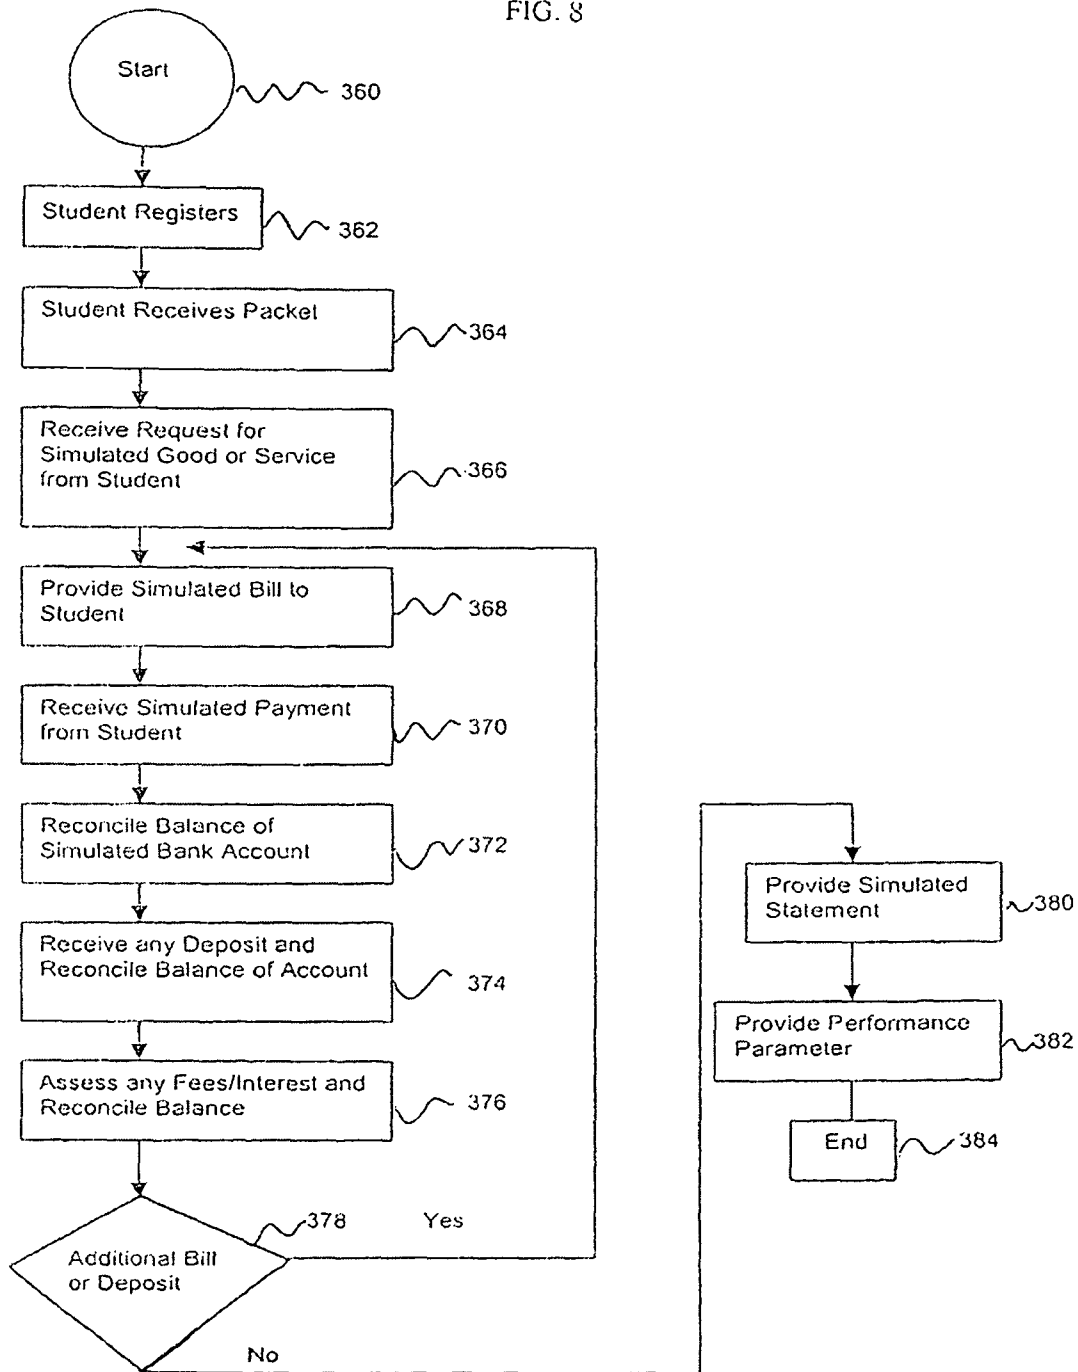 FIG. 8
Start
360
Student Registers
362
Student Receives Packet
364
Receive Request for
Simulated Good or Service
from Student
366
Provide Simulated Bill to
Student
368
Receive Simulated Payment
from Student
370
Reconcile Balance of
Simulated Bank Account
372
Receive any Deposit and
Reconcile Balance of Account
374
Assess any Fees/Interest and
Reconcile Balance
376
Additional Bill
or Deposit
378
Yes
No
Provide Simulated
Statement
380
Provide Performance
Parameter
382
End
384